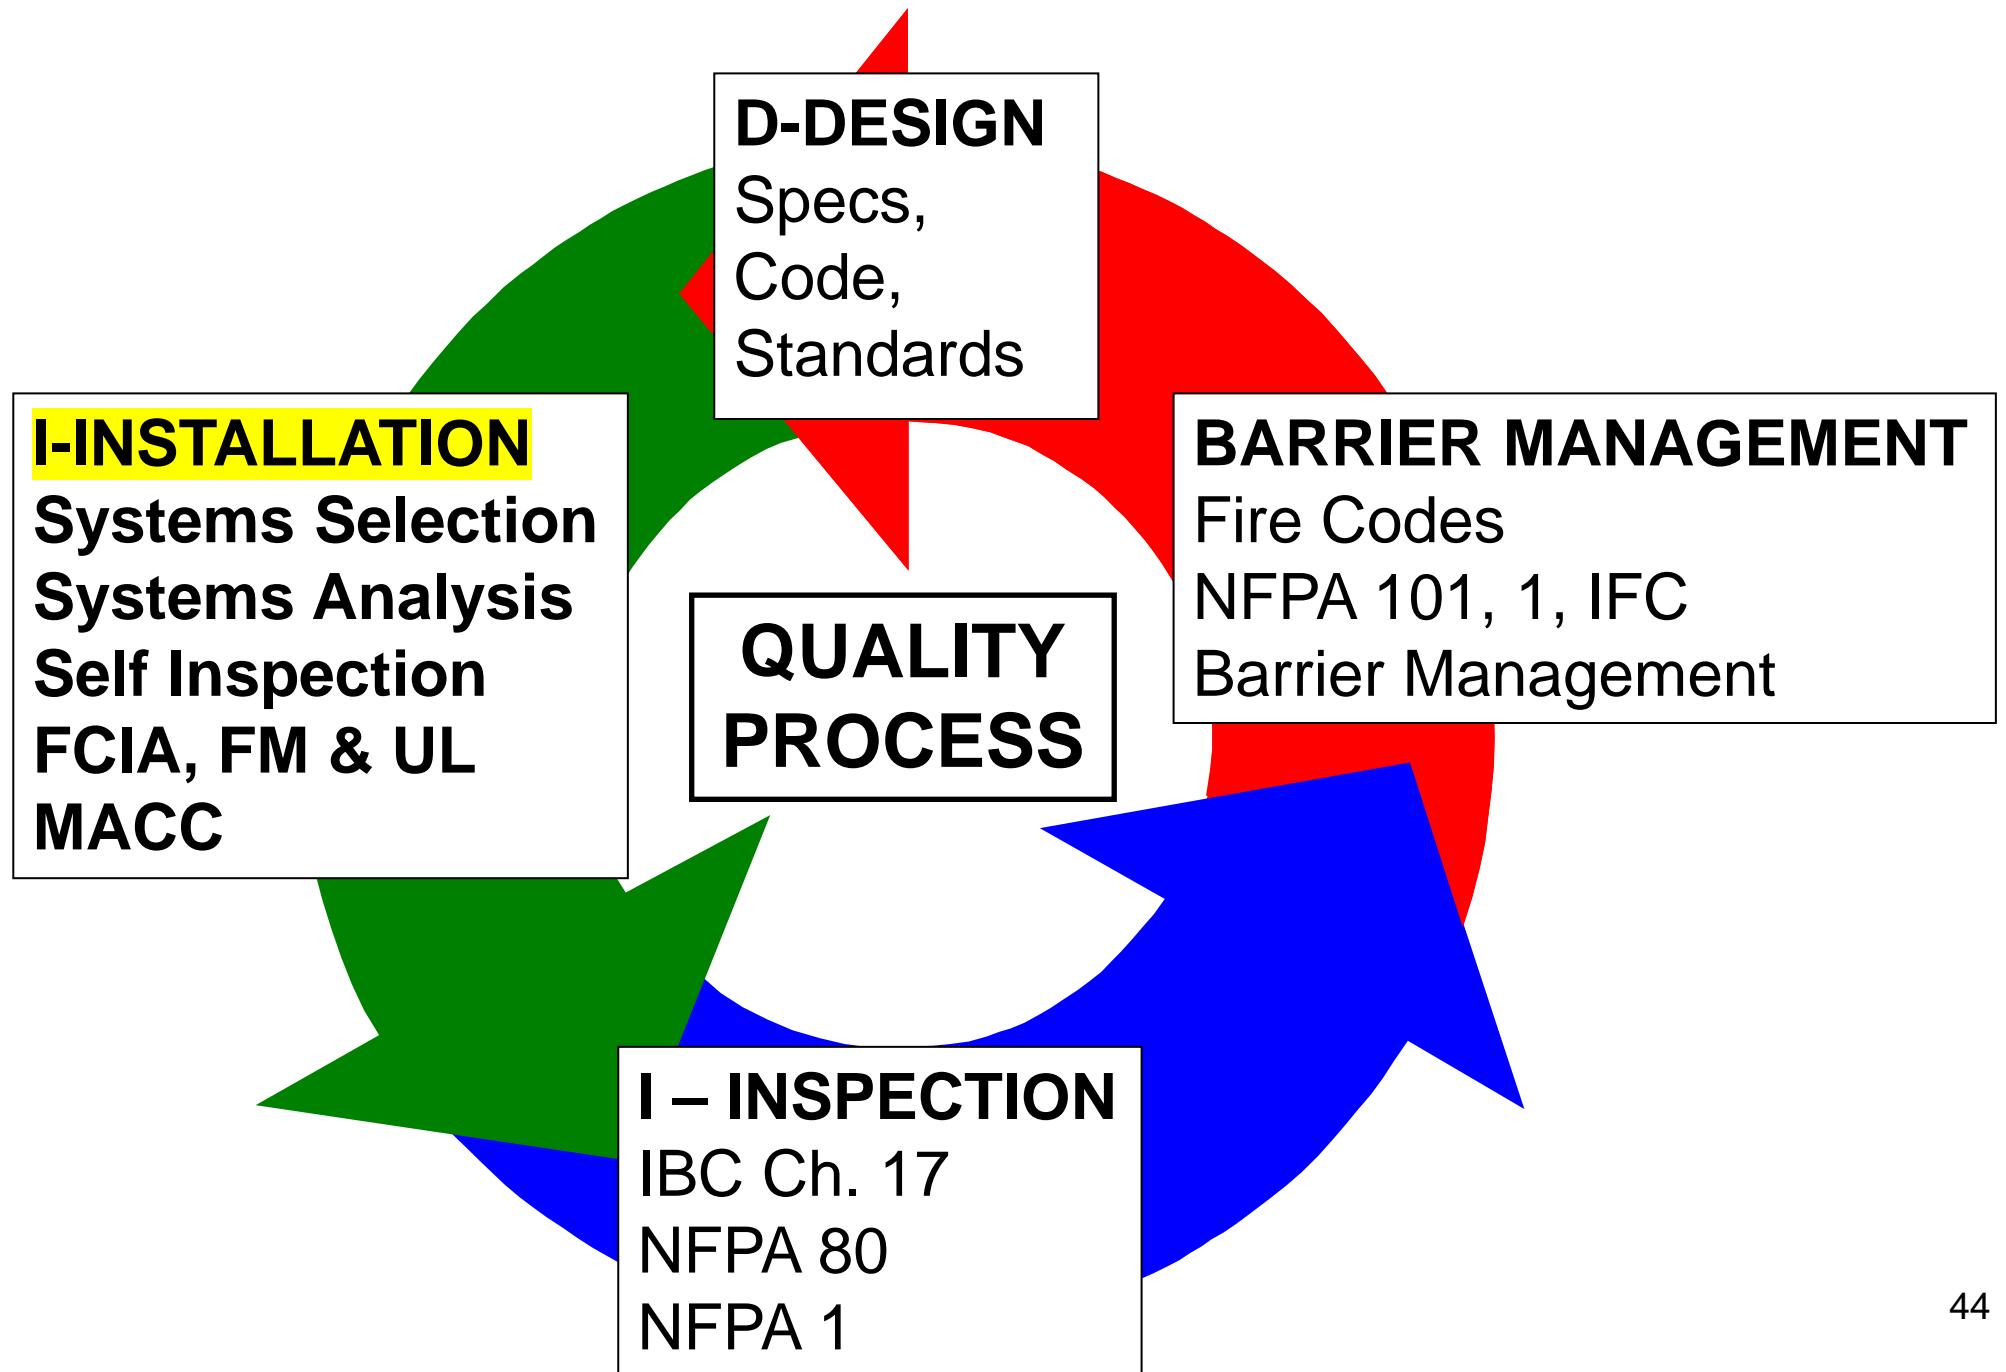 D-DESIGN
Specs,
Code,
Standards
I-INSTALLATION
Systems Selection
Systems Analysis
Self Inspection
FCIA, FM & UL
MACC
BARRIER MANAGEMENT
Fire Codes
NFPA 101, 1, IFC
Barrier Management
QUALITY
PROCESS
I – INSPECTION
IBC Ch. 17
NFPA 80
NFPA 1
44